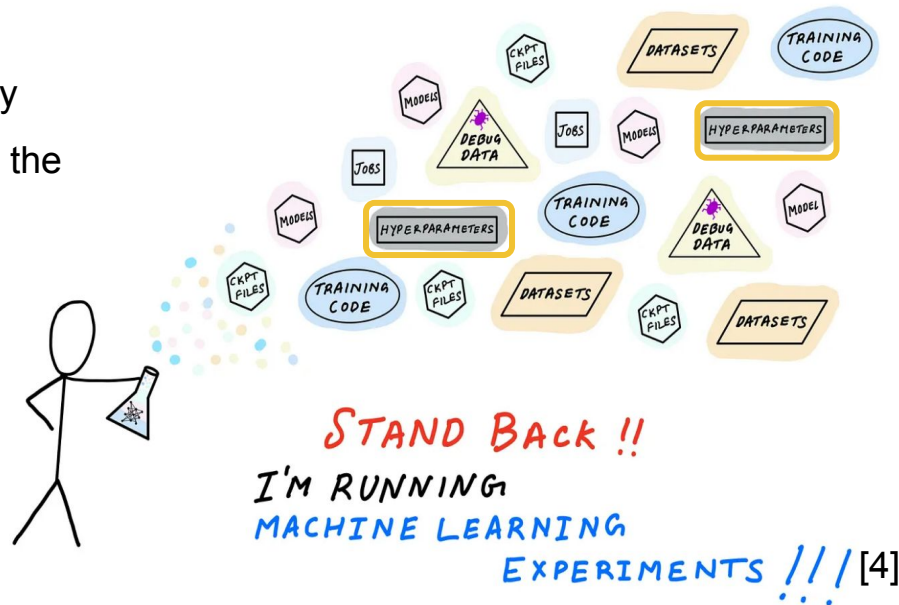 y
the
CKPT
FILES
DATASETS
TRAINING
CODE
MODELS
DEBUG
DATA
JOBS
MODELS
HYPERPARAMETERS
JOBS
MODELS
HYPERPARAMETERS
TRAINING
CODE
DEBUG
DATA
MODEL
CKPT
FILES
TRAINING
CODE
CKPT
FILES
DATASETS
CKPT
FILES
DATASETS
STAND BACK !!
I'M RUNNING
MACHINE LEARNING
EXPERIMENTS !!! [4]